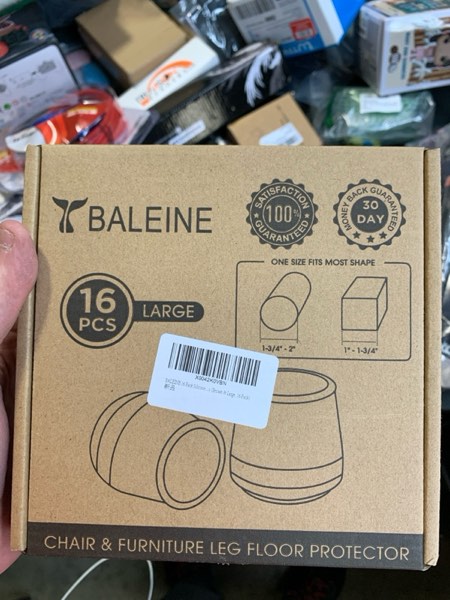 BALEINE
SATISFACTION
100%
GUARANTEED
MONEY BACK GUARANTEED
30
DAY
16
PCS
LARGE
ONE SIZE FITS MOST SHAPE
1-3/4" - 2"
1" - 1-3/4"
CHAIR & FURNITURE LEG FLOOR PROTECTOR